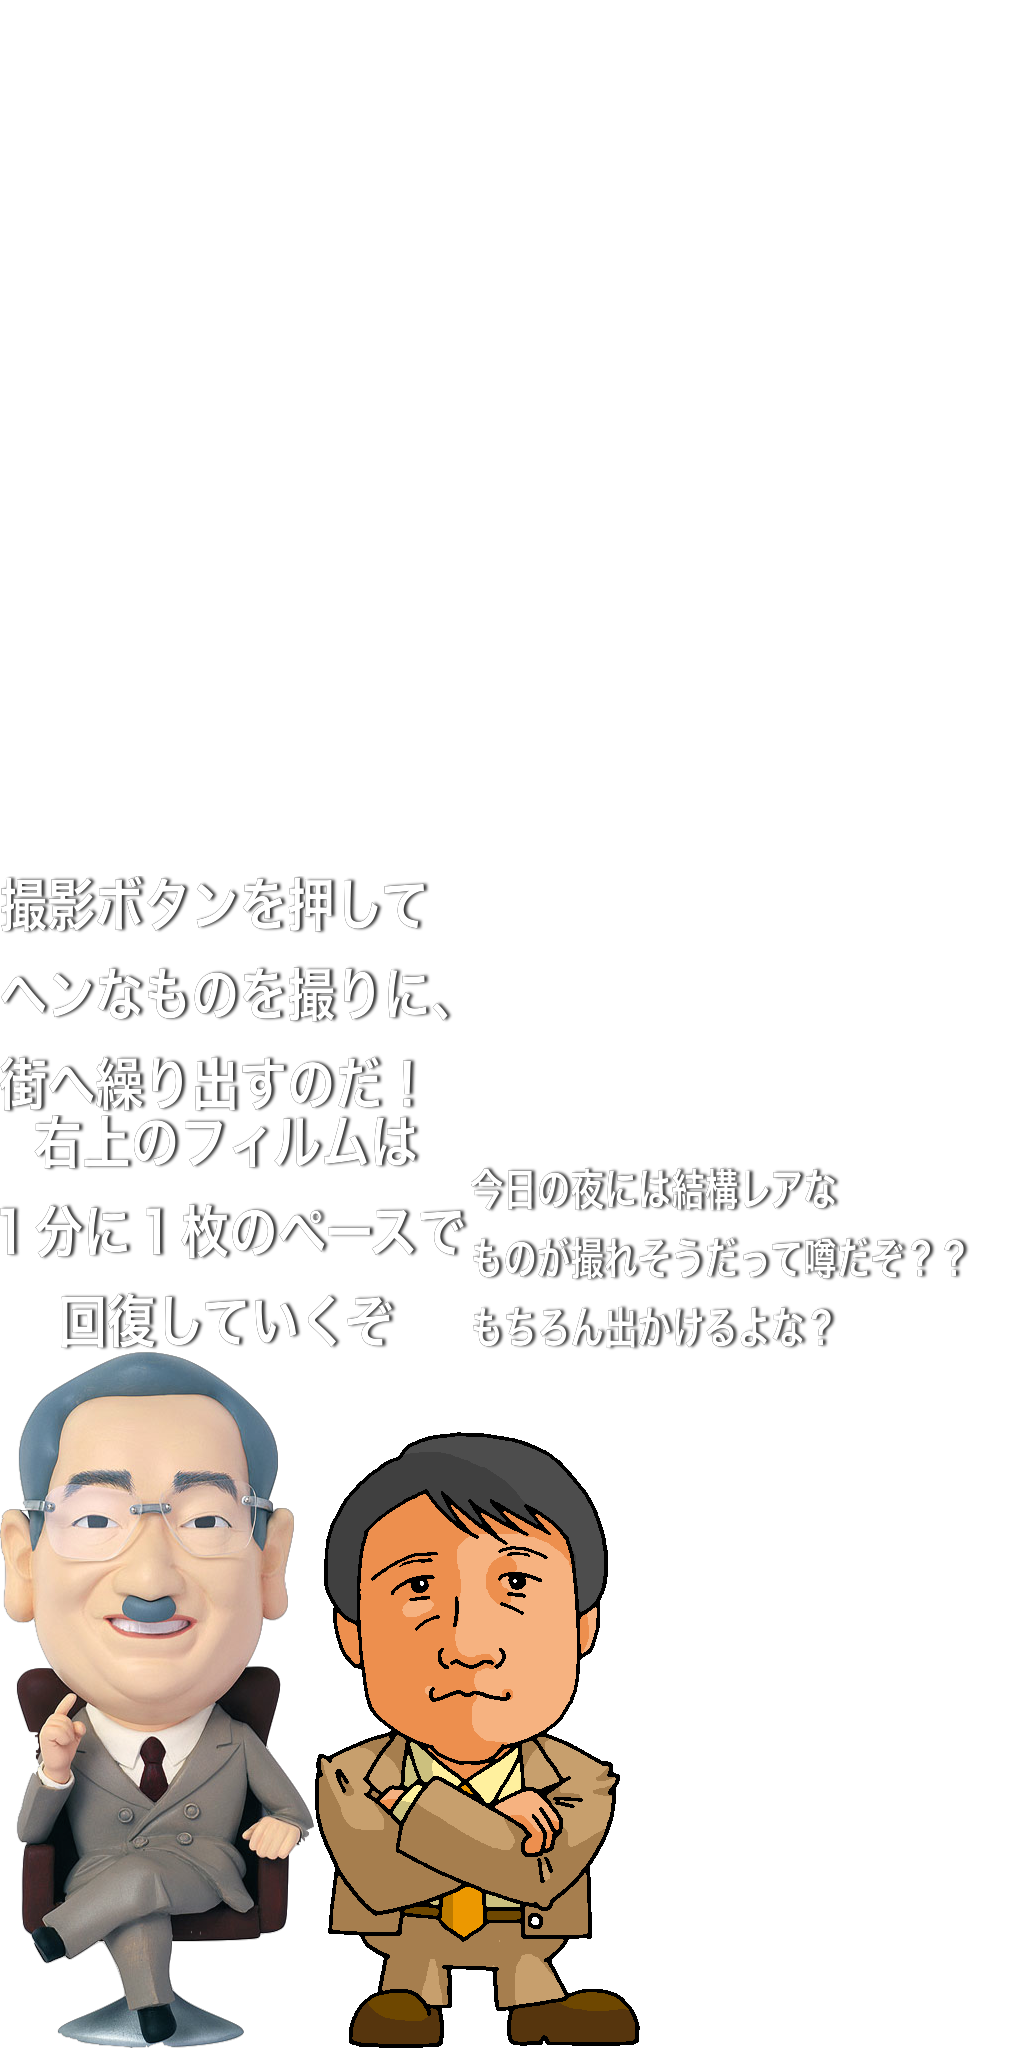 撮影ボタンを押して
ヘンなものを撮りに、
街へ繰り出すのだ！
右上のフィルムは
１分に１枚のペースで
回復していくぞ
今日の夜には結構レアな
ものが撮れそうだって噂だぞ？？
もちろん出かけるよな？